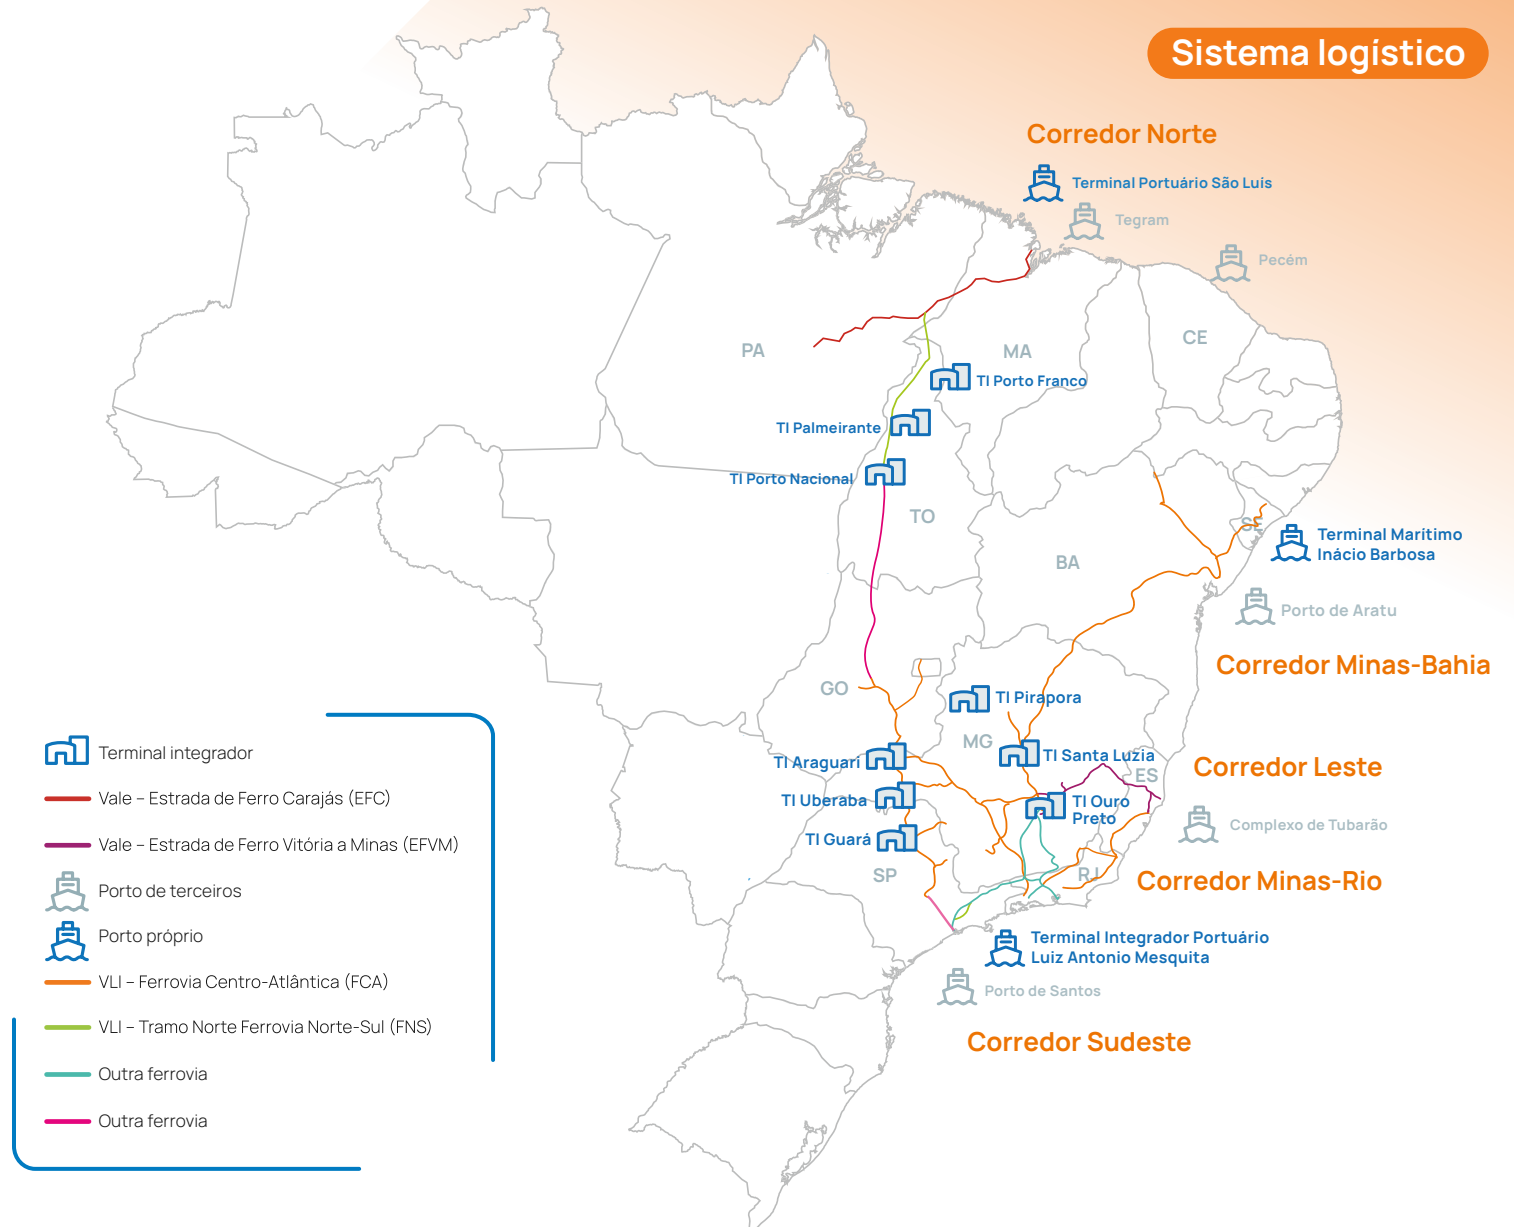 Sistema logístico
Corredor Norte
Terminal Portuário São Luís
Tegram
Pecém
PA
MA
CE
TI Porto Franco
TI Palmeirante
TI Porto Nacional
TO
SE
Terminal Marítimo
Inácio Barbosa
BA
Porto de Aratu
Corredor Minas-Bahia
GO
TI Pirapora
MG
TI Santa Luzia
TI Araguari
ES
Corredor Leste
TI Uberaba
TI Ouro
Preto
Complexo de Tubarão
TI Guará
SP
RJ
Corredor Minas-Rio
Terminal Integrador Portuário
Luiz Antonio Mesquita
Porto de Santos
Corredor Sudeste
Terminal integrador
Vale – Estrada de Ferro Carajás (EFC)
Vale – Estrada de Ferro Vitória a Minas (EFVM)
Porto de terceiros
Porto próprio
VLI – Ferrovia Centro-Atlântica (FCA)
VLI – Tramo Norte Ferrovia Norte-Sul (FNS)
Outra ferrovia
Outra ferrovia